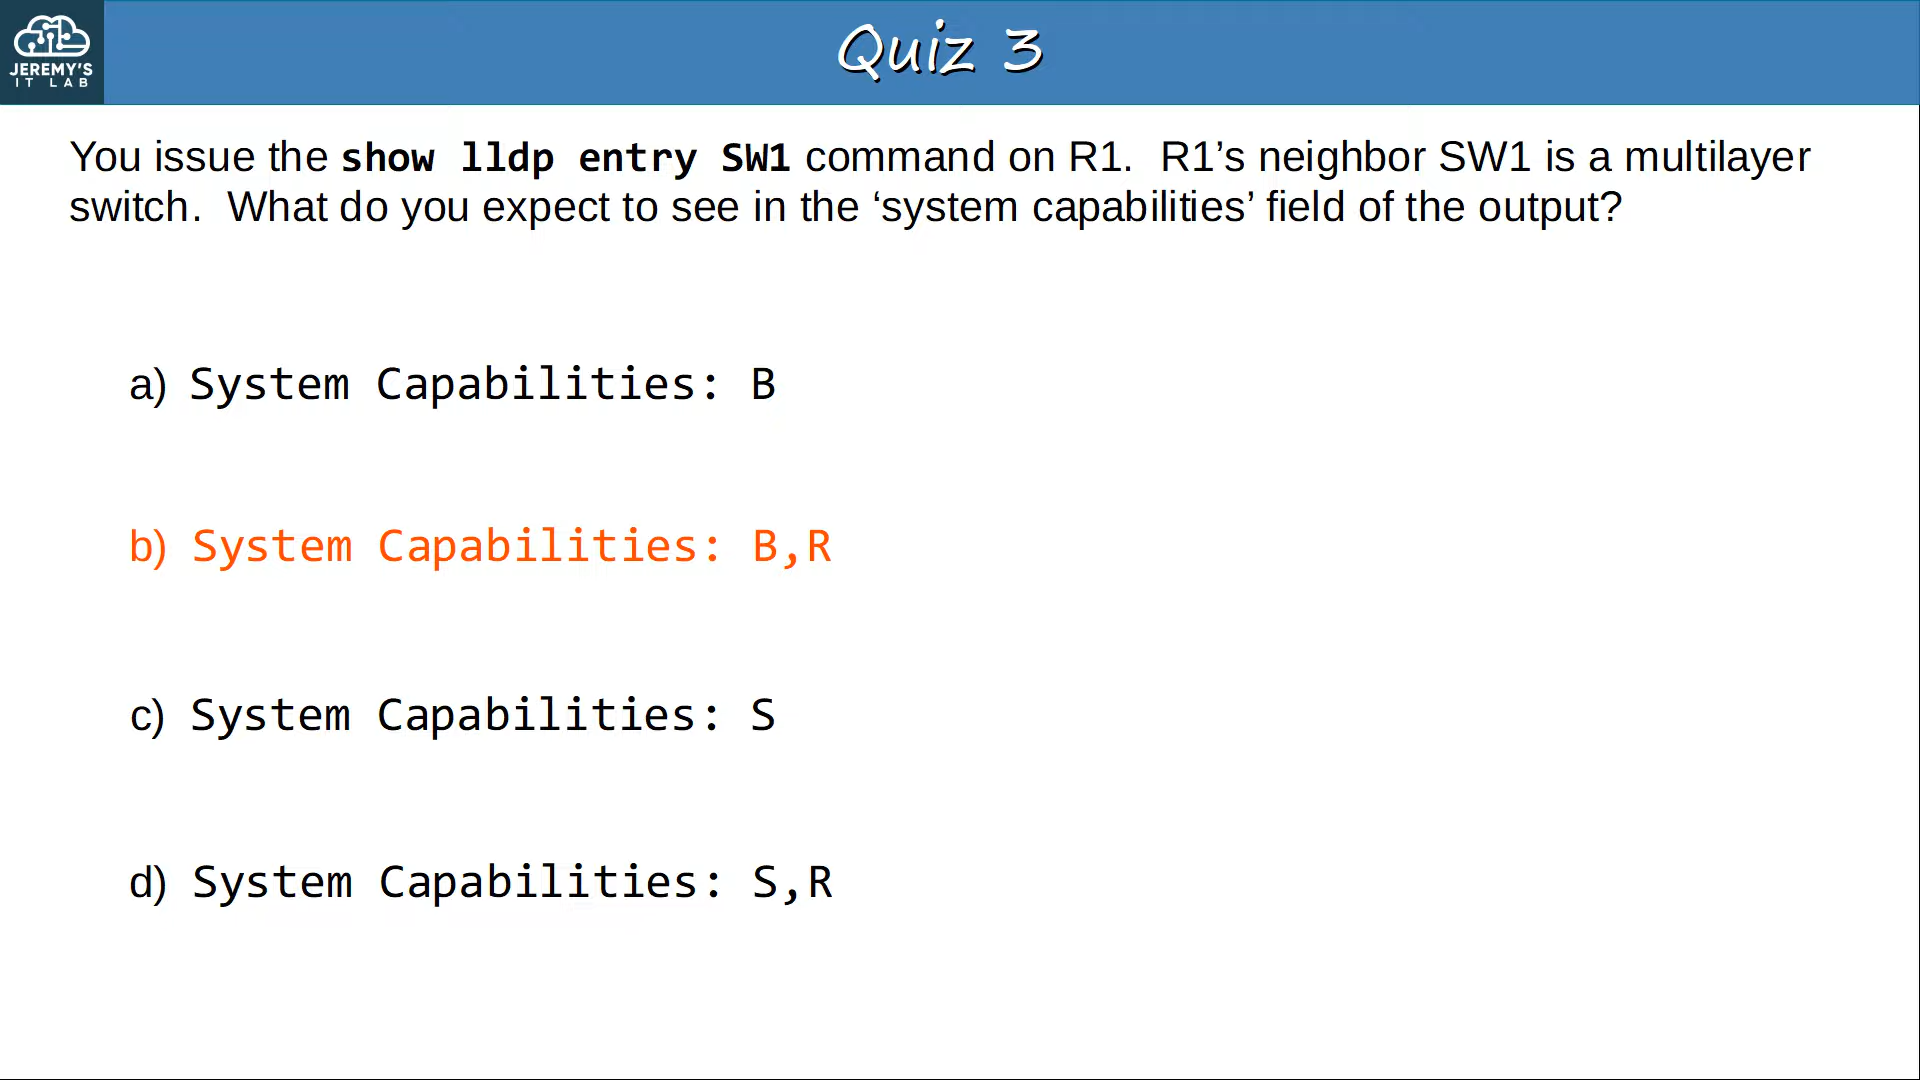 JEREMY'S
IT LAB
Quiz 3
You issue the show lldp entry SW1 command on R1.  R1’s neighbor SW1 is a multilayer
switch.  What do you expect to see in the ‘system capabilities’ field of the output?
a) System Capabilities: B
b) System Capabilities: B,R
c) System Capabilities: S
d) System Capabilities: S,R